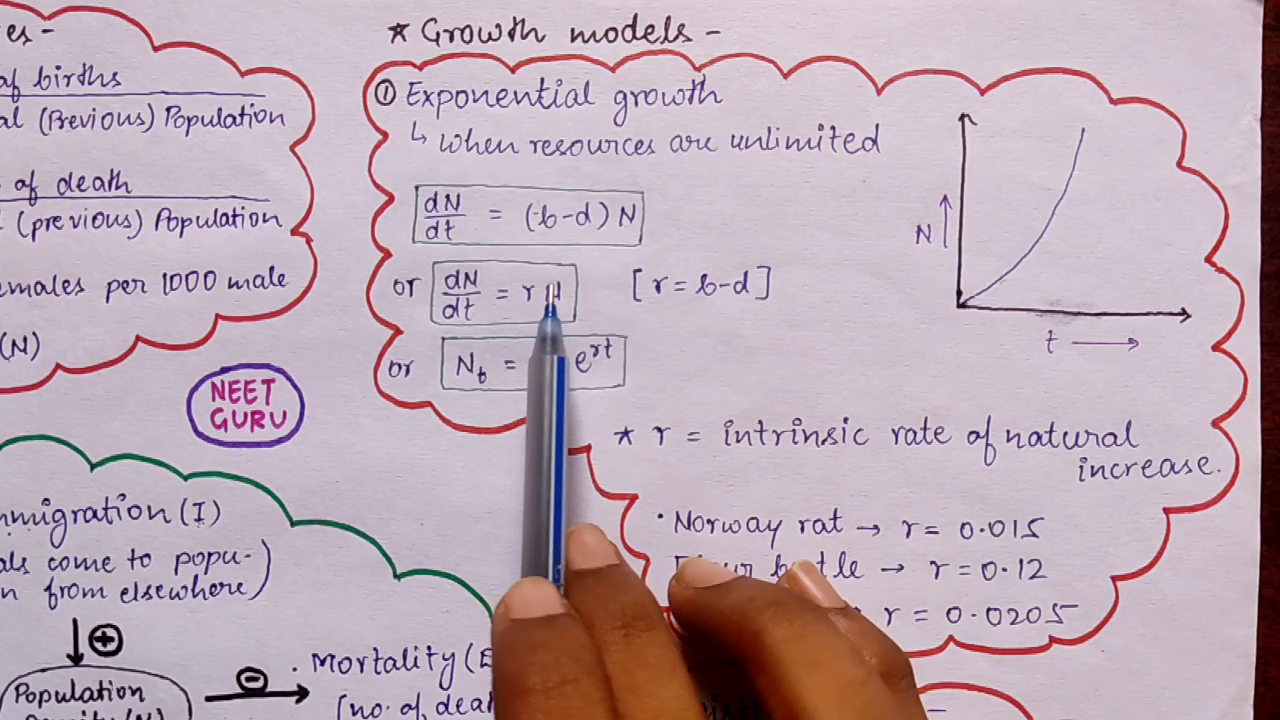 es-
of births
al (Previous) Population
of death
l (previous) Population
emales per 1000 male
(N)
NEET
GURU
★ Growth models -
① Exponential growth
↳ when resources are unlimited
dN/dt = (b-d) N
or dN/dt = r N [r = b-d]
or Nt = e^rt
N ↑
t →
★ r = intrinsic rate of natural
increase.
• Norway rat → r = 0.015
→ r = 0.12
r = 0.0205
mmigration (I)
als come to popu-
n from elsewhere)
⊕
⊖
• Mortality (
[no. of dea
Population
(N)